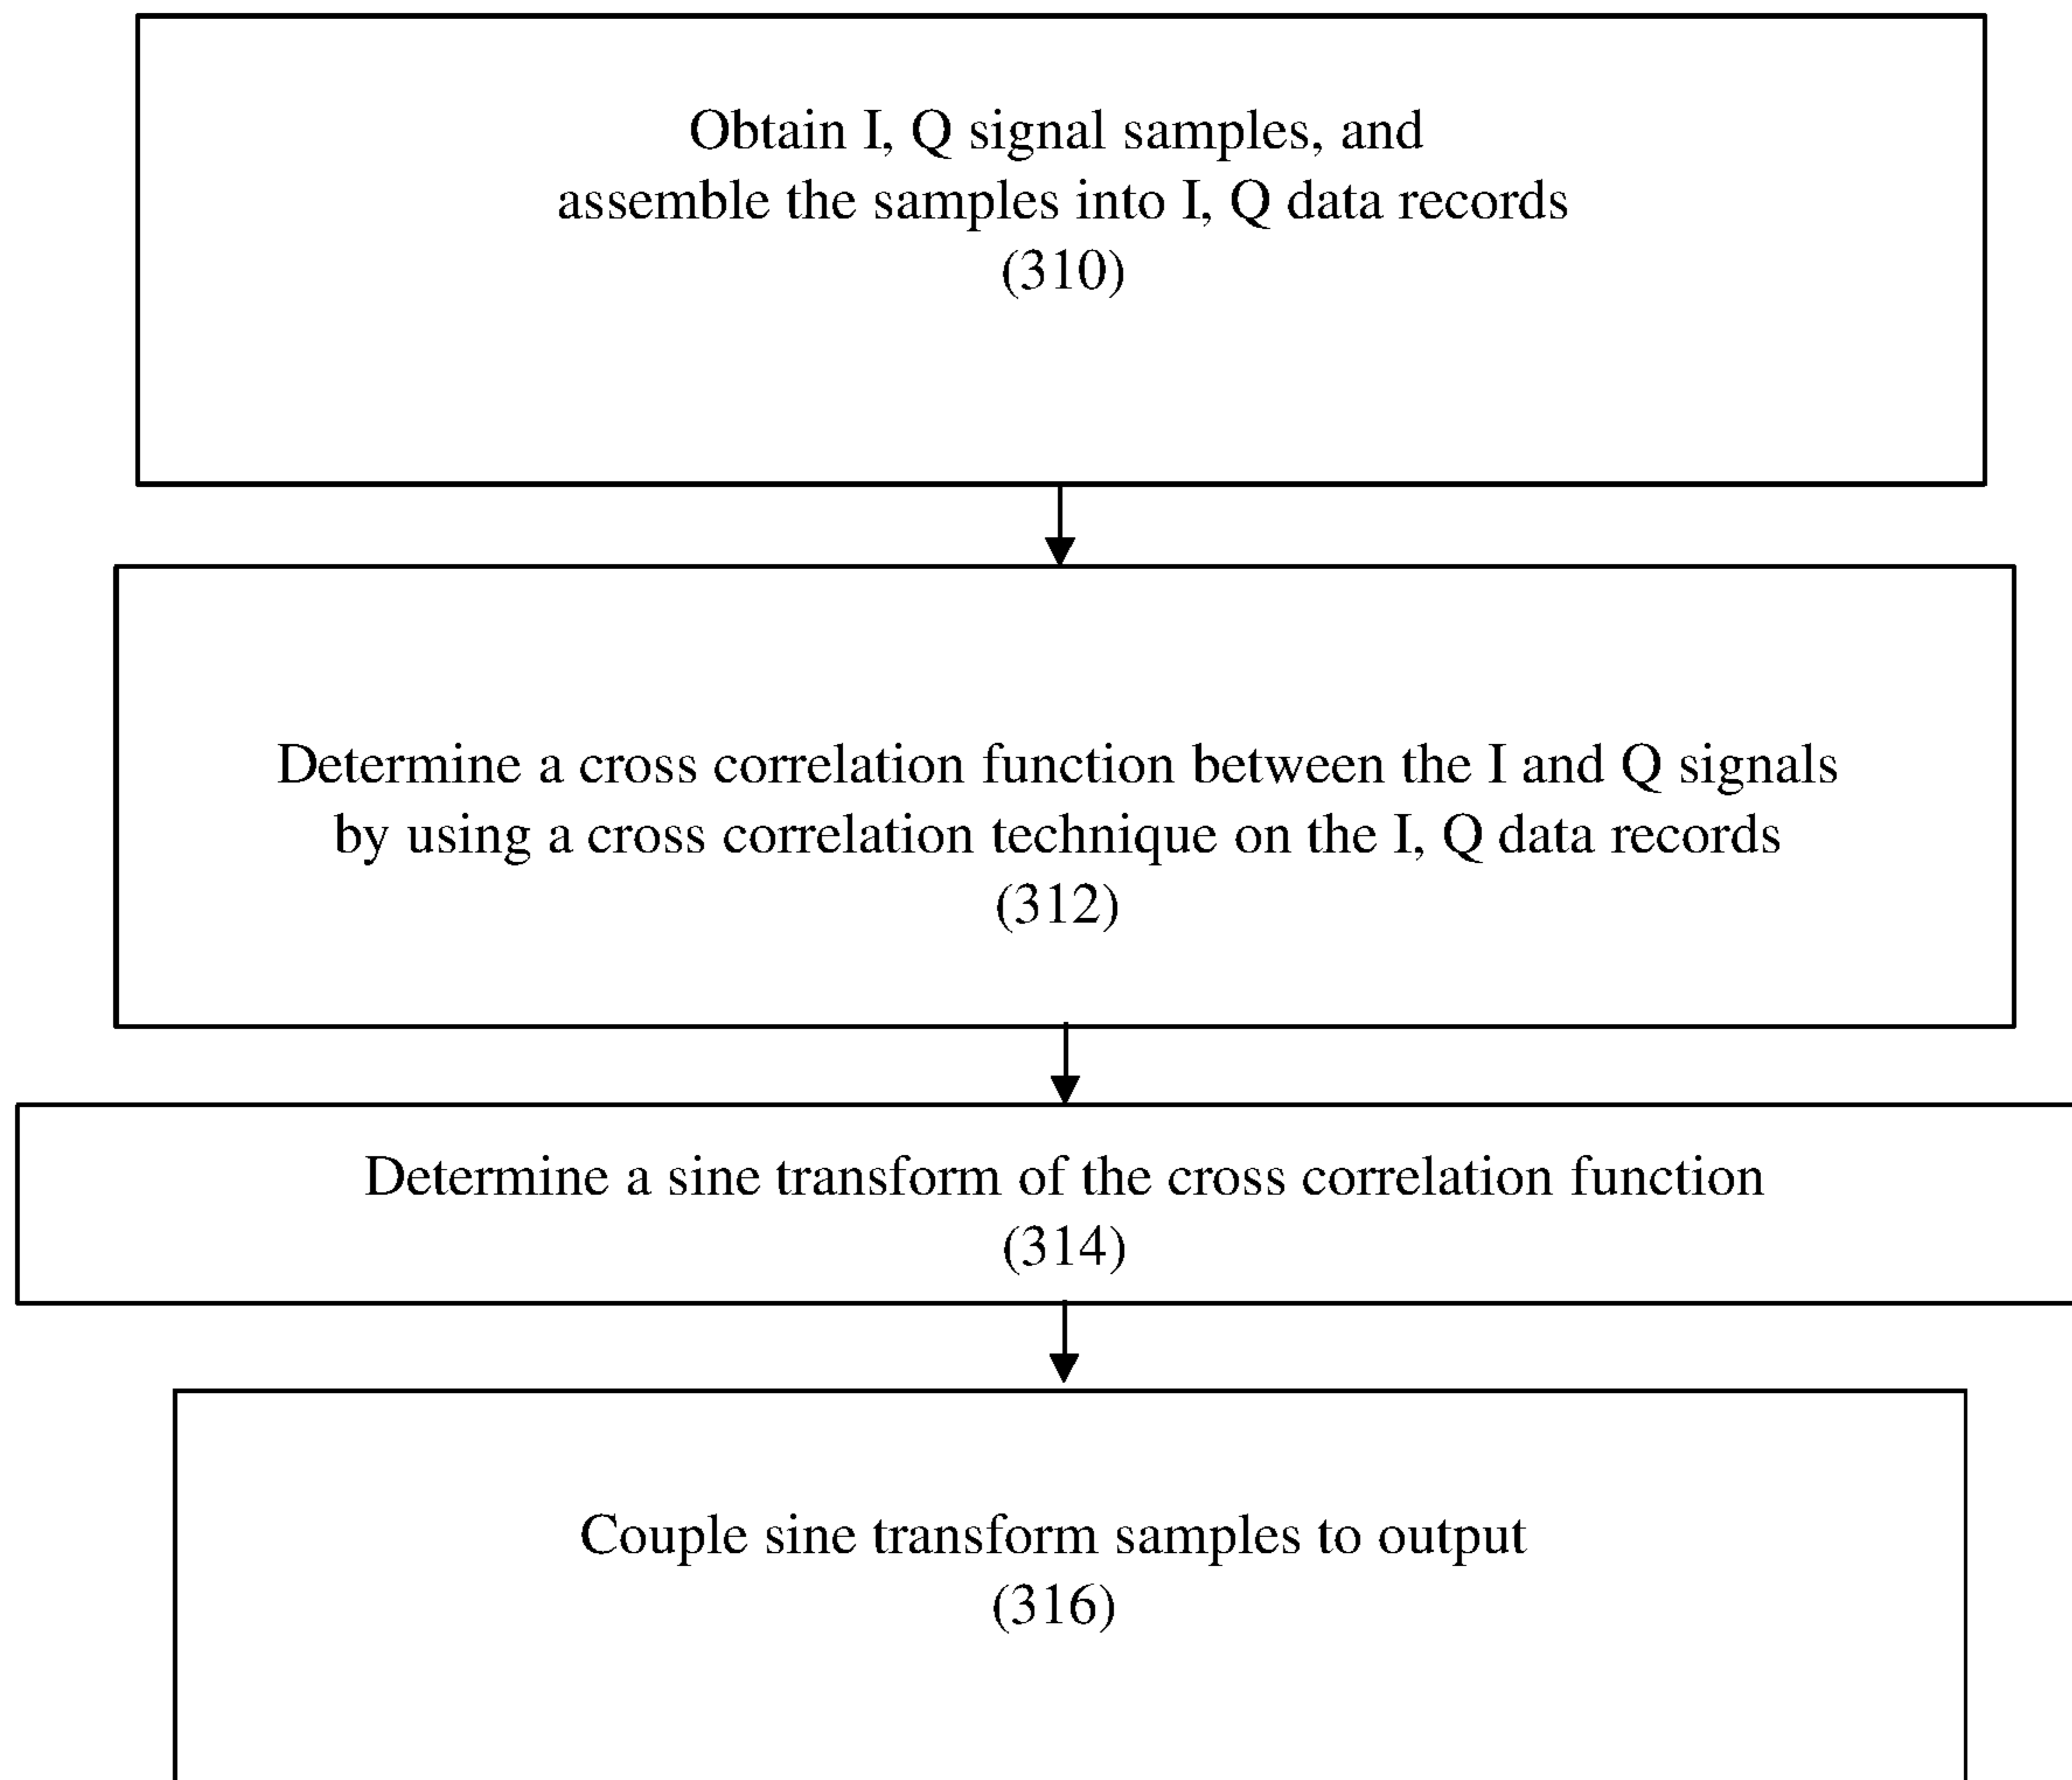 Obtain I, Q signal samples, and
assemble the samples into I, Q data records
(310)
Determine a cross correlation function between the I and Q signals
by using a cross correlation technique on the I, Q data records
(312)
Determine a sine transform of the cross correlation function
(314)
Couple sine transform samples to output
(316)